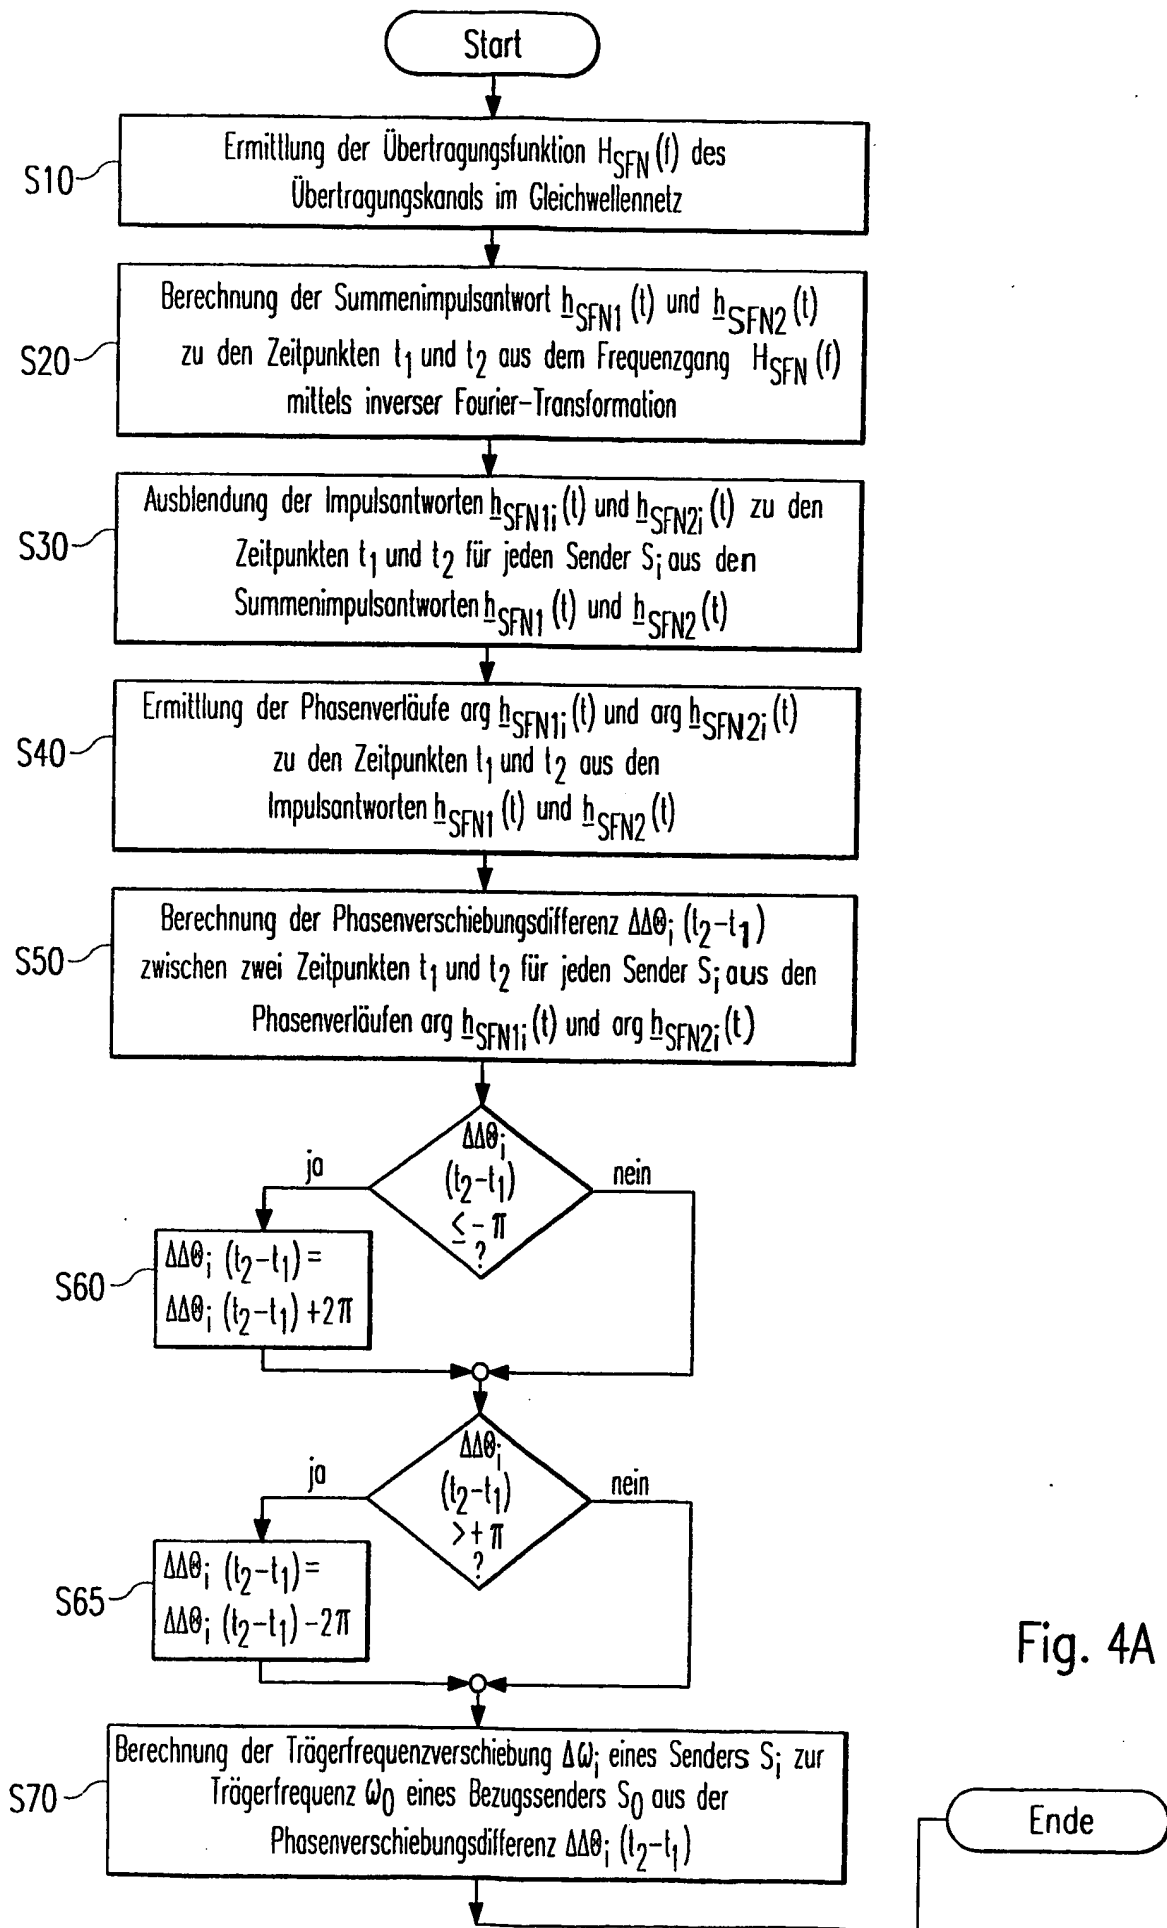 Start
S10
Ermittlung der Übertragungsfunktion H_SFN (f) des
Übertragungskanals im Gleichwellennetz
S20
Berechnung der Summenimpulsantwort h_SFN1 (t) und h_SFN2 (t)
zu den Zeitpunkten t1 und t2 aus dem Frequenzgang H_SFN (f)
mittels inverser Fourier-Transformation
S30
Ausblendung der Impulsantworten h_SFN1i (t) und h_SFN2i (t) zu den
Zeitpunkten t1 und t2 für jeden Sender Si aus den
Summenimpulsantworten h_SFN1 (t) und h_SFN2 (t)
S40
Ermittlung der Phasenverläufe arg h_SFN1i (t) und arg h_SFN2i (t)
zu den Zeitpunkten t1 und t2 aus den
Impulsantworten h_SFN1 (t) und h_SFN2 (t)
S50
Berechnung der Phasenverschiebungsdifferenz ΔΔΘi (t2-t1)
zwischen zwei Zeitpunkten t1 und t2 für jeden Sender Si aus den
Phasenverläufen arg h_SFN1i (t) und arg h_SFN2i (t)
ΔΔΘi
(t2-t1)
≤ - π
?
ja
nein
S60
ΔΔΘi (t2-t1) =
ΔΔΘi (t2-t1) +2π
ΔΔΘi
(t2-t1)
> + π
?
ja
nein
S65
ΔΔΘi (t2-t1) =
ΔΔΘi (t2-t1) -2π
Fig. 4A
S70
Berechnung der Trägerfrequenzverschiebung Δωi eines Senders Si zur
Trägerfrequenz ω0 eines Bezugssenders S0 aus der
Phasenverschiebungsdifferenz ΔΔΘi (t2-t1)
Ende